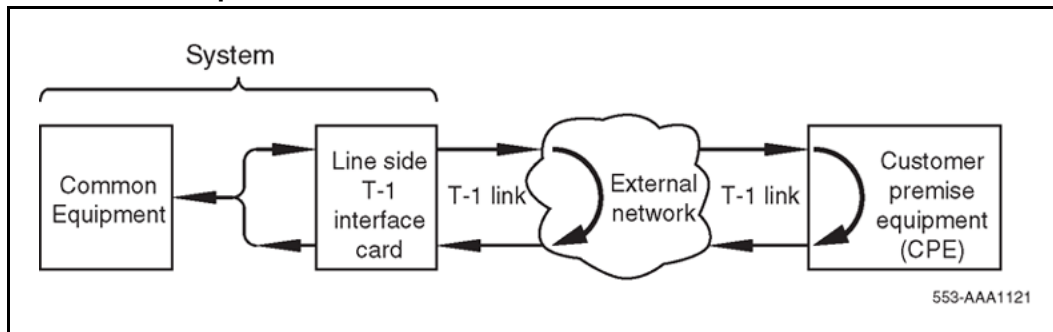 System
Common
Equipment
Line side
T-1
interface
card
T-1 link
External
network
T-1 link
Customer
premise
equipment
(CPE)
553-AAA1121